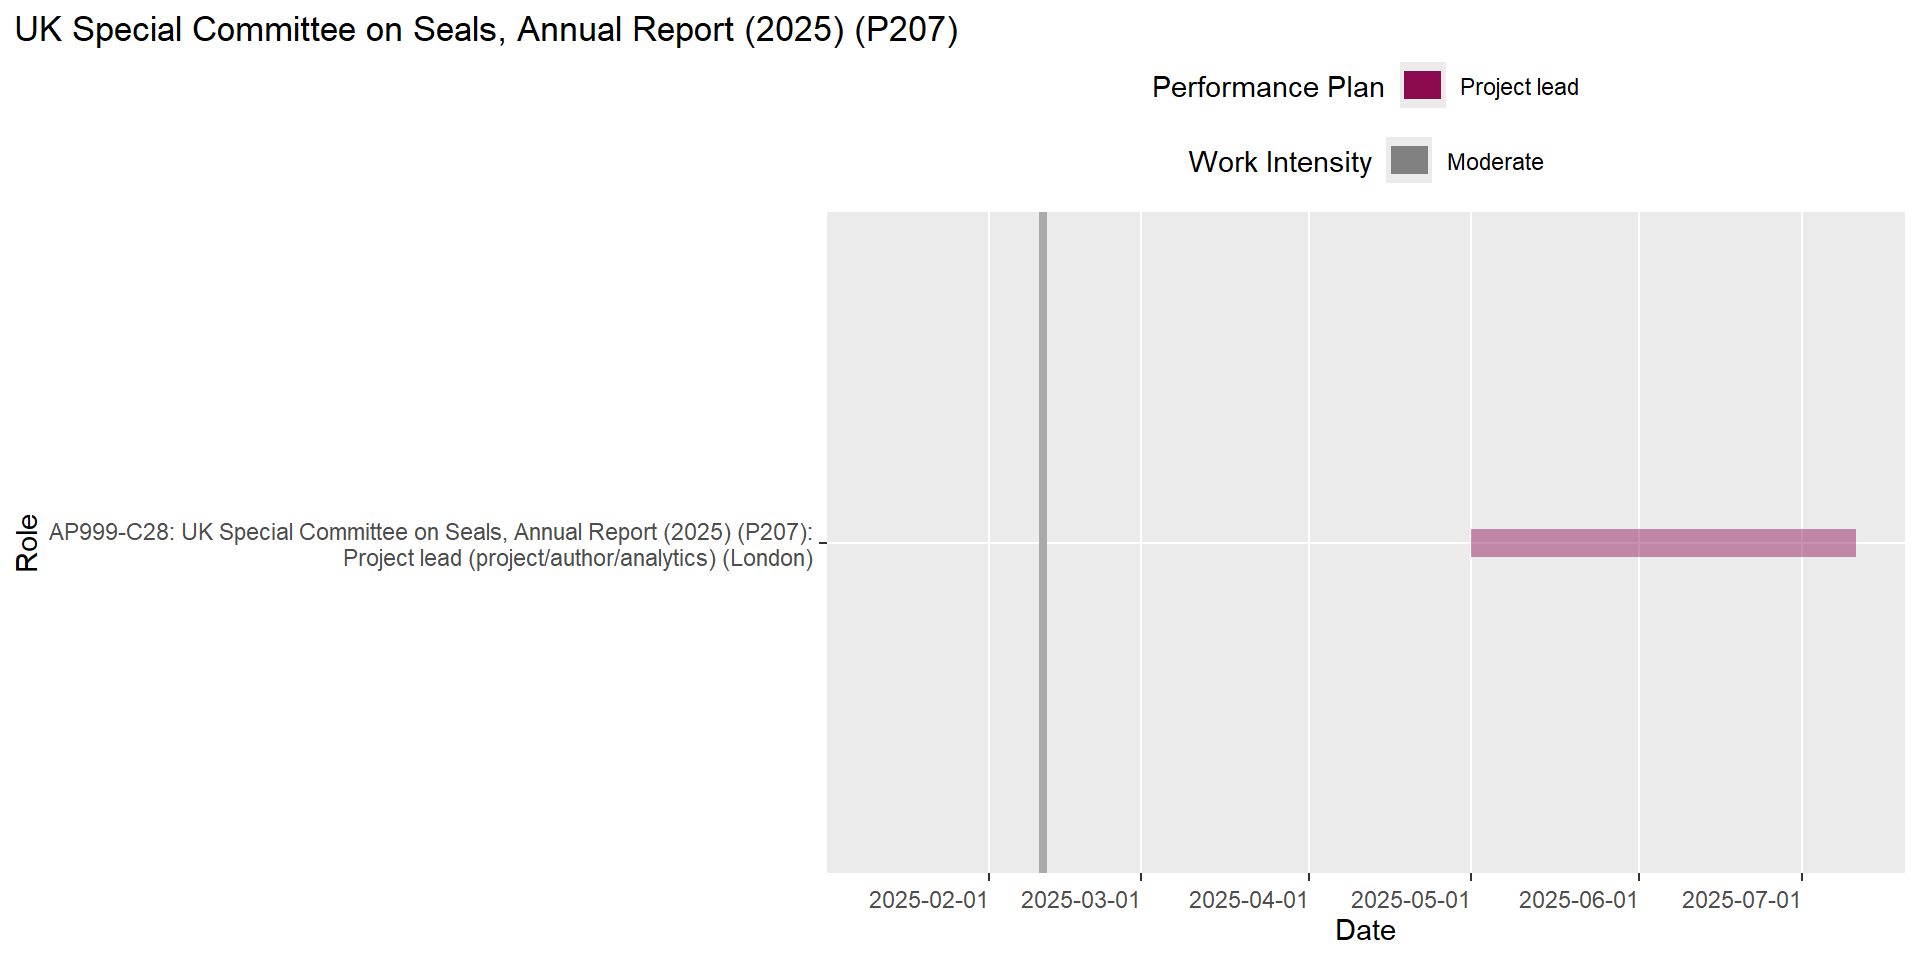 UK Special Committee on Seals, Annual Report (2025) (P207)
Performance Plan
Project lead
Work Intensity
Moderate
Role
AP999-C28: UK Special Committee on Seals, Annual Report (2025) (P207):
Project lead (project/author/analytics) (London)
2025-02-01
2025-03-01
2025-04-01
2025-05-01
2025-06-01
2025-07-01
Date